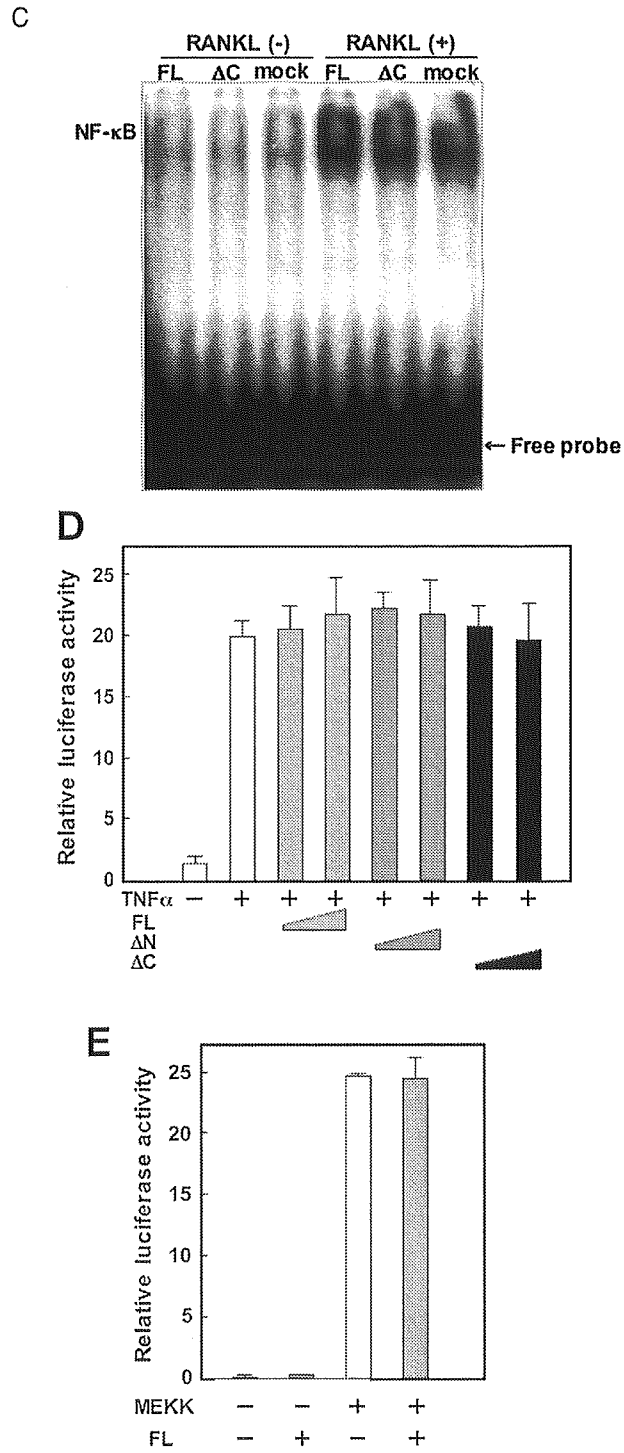 C
RANKL (-) RANKL (+)
FL ΔC mock FL ΔC mock
NF-κB
← Free probe
D
Relative luciferase activity
25
20
15
10
5
0
TNFα − + + + + + + +
FL
ΔN
ΔC
E
Relative luciferase activity
25
20
15
10
5
0
MEKK − − + +
FL − + − +